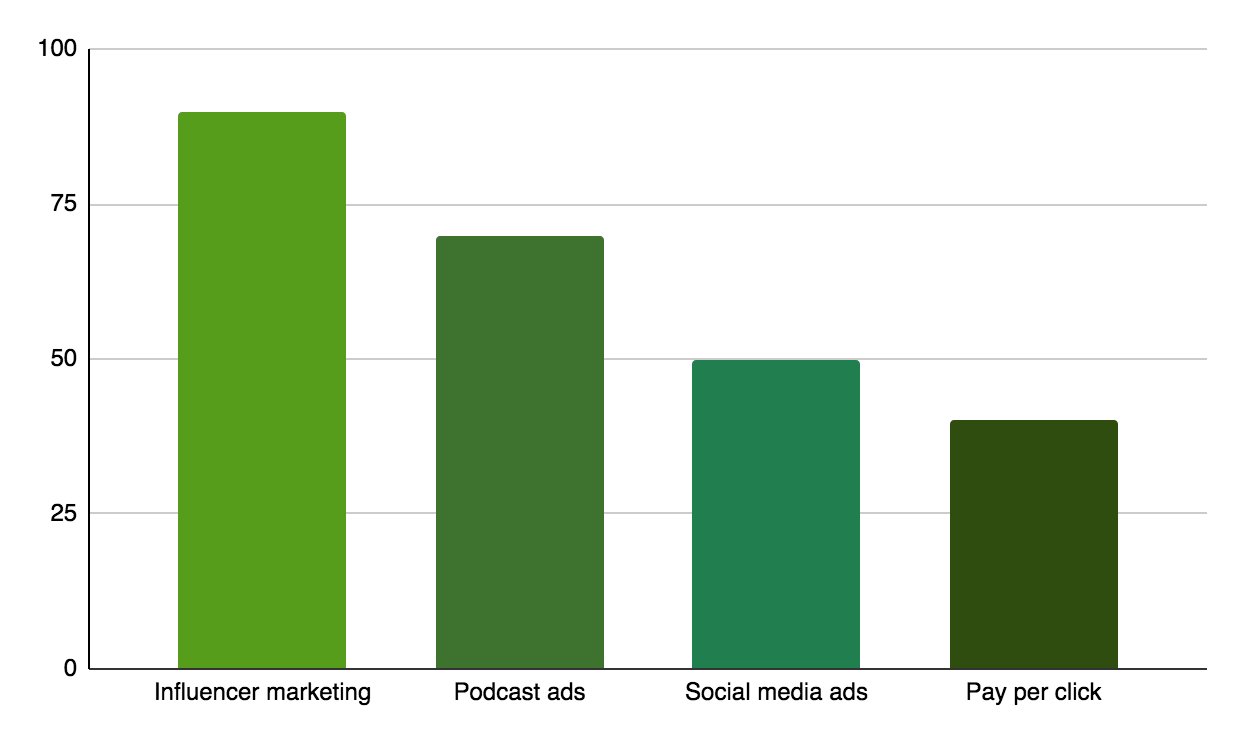 100
75
50
25
0
Influencer marketing
Podcast ads
Social media ads
Pay per click